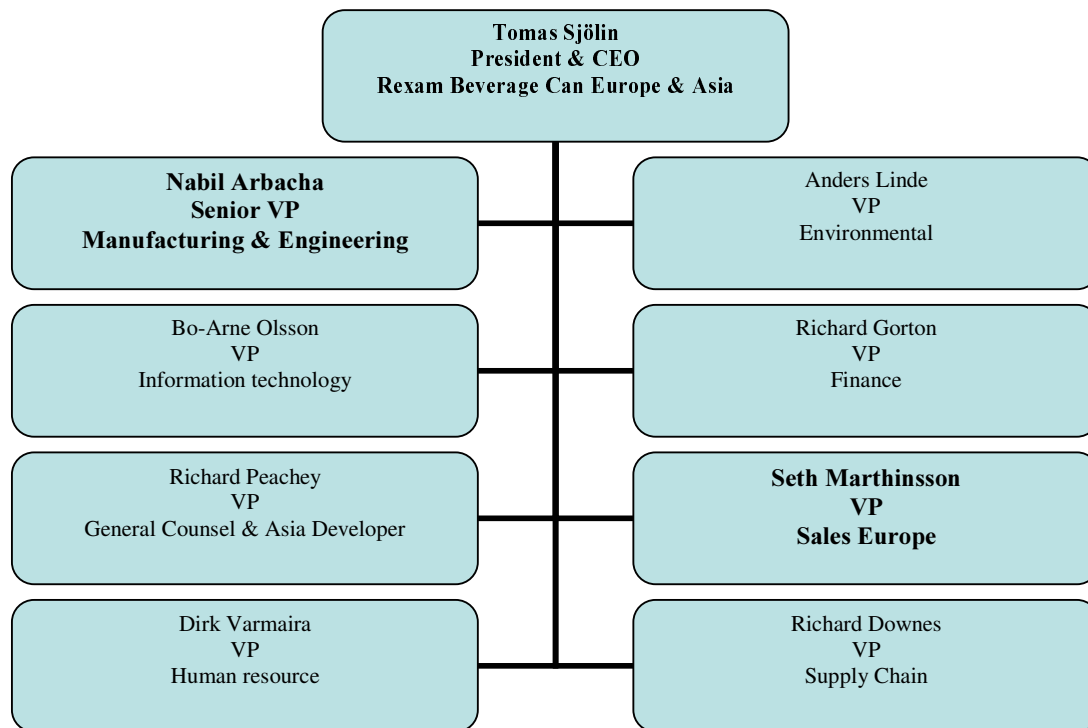 Tomas Sjölin
President & CEO
Rexam Beverage Can Europe & Asia
Nabil Arbacha
Senior VP
Manufacturing & Engineering
Anders Linde
VP
Environmental
Bo-Arne Olsson
VP
Information technology
Richard Gorton
VP
Finance
Richard Peachey
VP
General Counsel & Asia Developer
Seth Marthinsson
VP
Sales Europe
Dirk Varmaira
VP
Human resource
Richard Downes
VP
Supply Chain